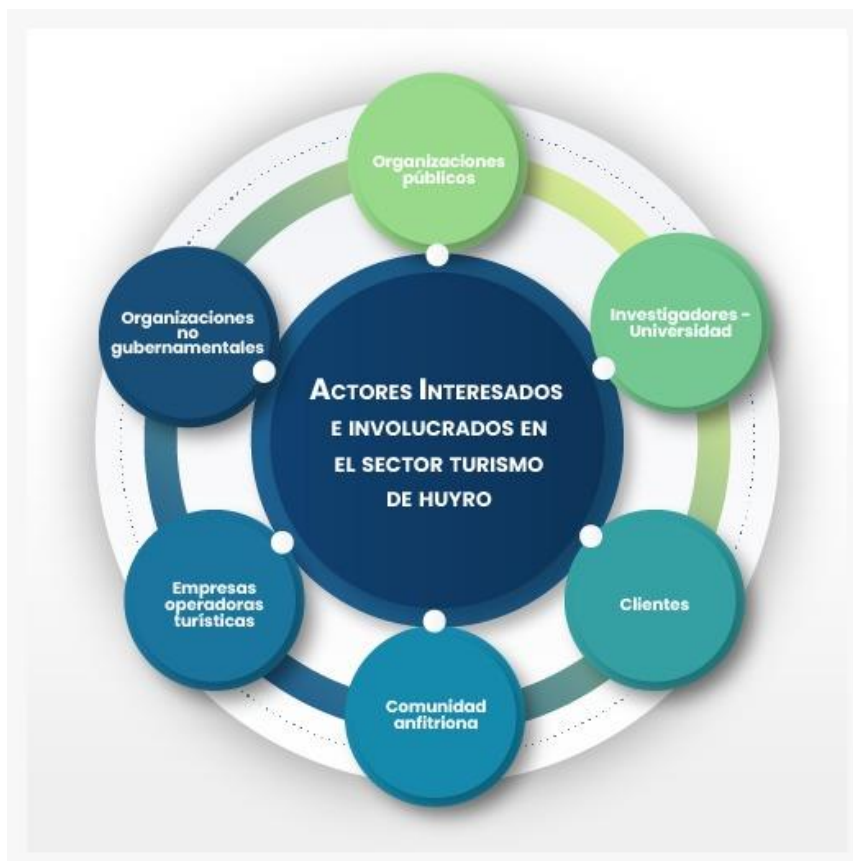 Organizaciones
públicos
Organizaciones
no
gubernamentales
Investigadores -
Universidad
ACTORES INTERESADOS
E INVOLUCRADOS EN
EL SECTOR TURISMO
DE HUYRO
Empresas
operadoras
turísticas
Clientes
Comunidad
anfitriona